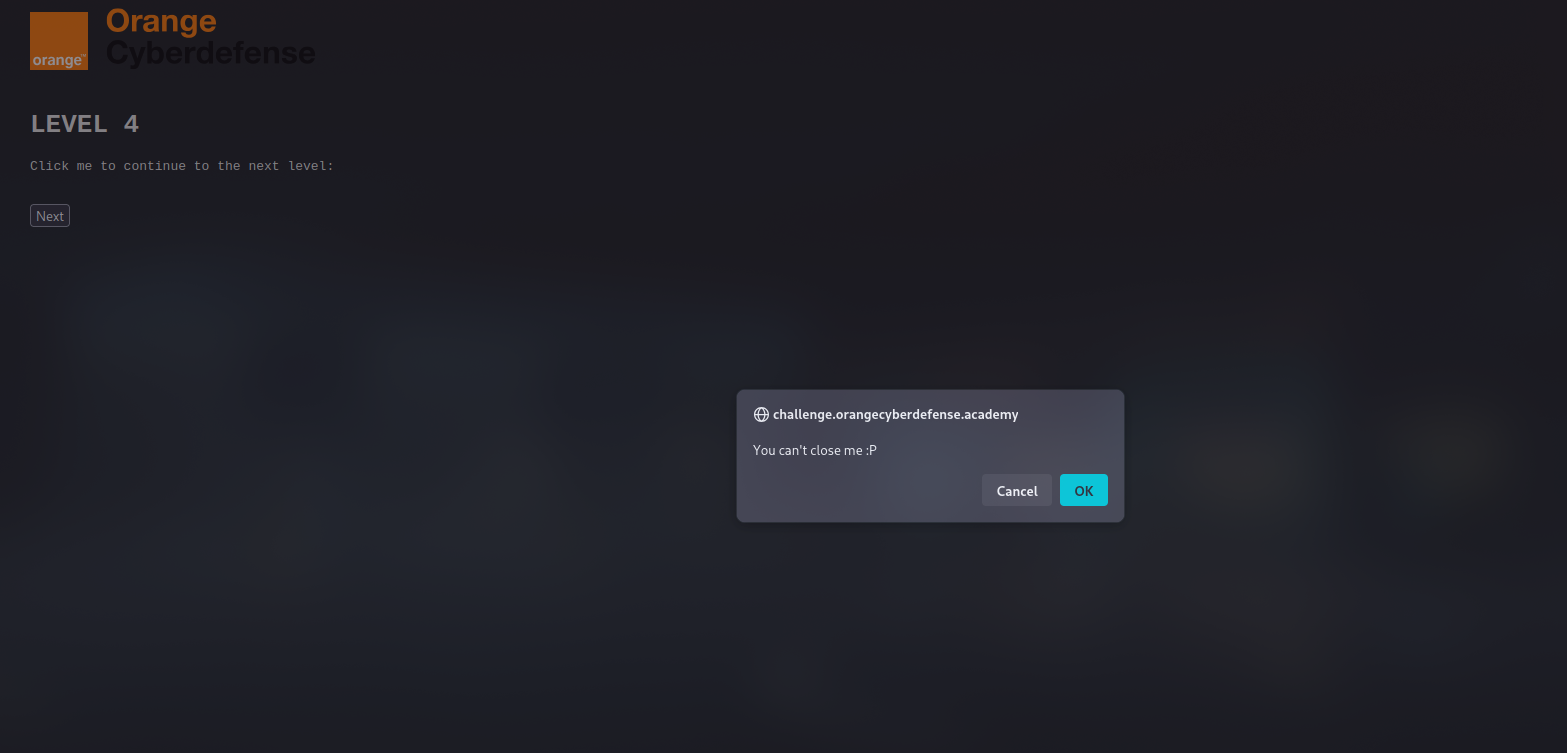 Orange
Cyberdefense
orange™
LEVEL 4
Click me to continue to the next level:
Next
challenge.orangecyberdefense.academy
You can't close me :P
Cancel
OK